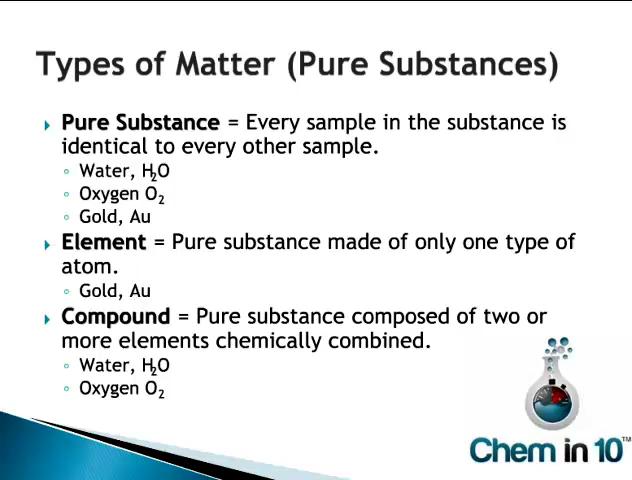 Types of Matter (Pure Substances)
Pure Substance = Every sample in the substance is
identical to every other sample.
Water, H₂O
Oxygen O₂
Gold, Au
Element = Pure substance made of only one type of
atom.
Gold, Au
Compound = Pure substance composed of two or
more elements chemically combined.
Water, H₂O
Oxygen O₂
Chem in 10™